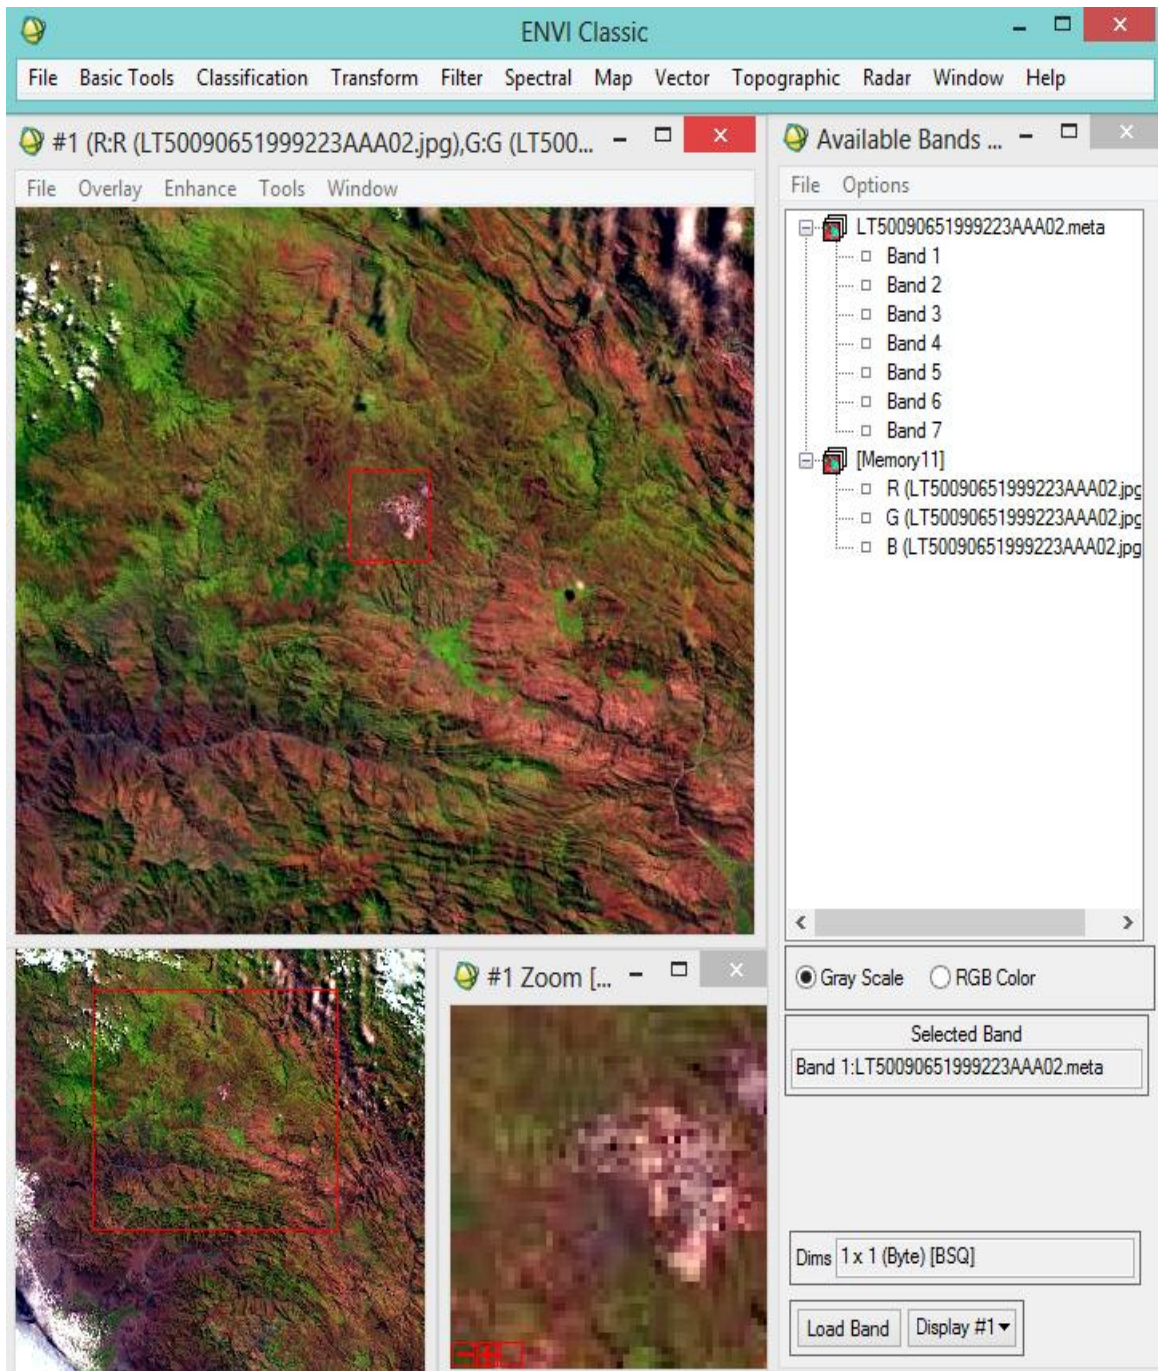 ENVI Classic
File Basic Tools Classification Transform Filter Spectral Map Vector Topographic Radar Window Help
#1 (R:R (LT50090651999223AAA02.jpg),G:G (LT500...
File Overlay Enhance Tools Window
#1 Zoom [...
Available Bands ...
File Options
LT50090651999223AAA02.meta
Band 1
Band 2
Band 3
Band 4
Band 5
Band 6
Band 7
[Memory11]
R (LT50090651999223AAA02.jpg
G (LT50090651999223AAA02.jpg
B (LT50090651999223AAA02.jpg
Gray Scale RGB Color
Selected Band
Band 1:LT50090651999223AAA02.meta
Dims 1 x 1 (Byte) [BSQ]
Load Band Display #1